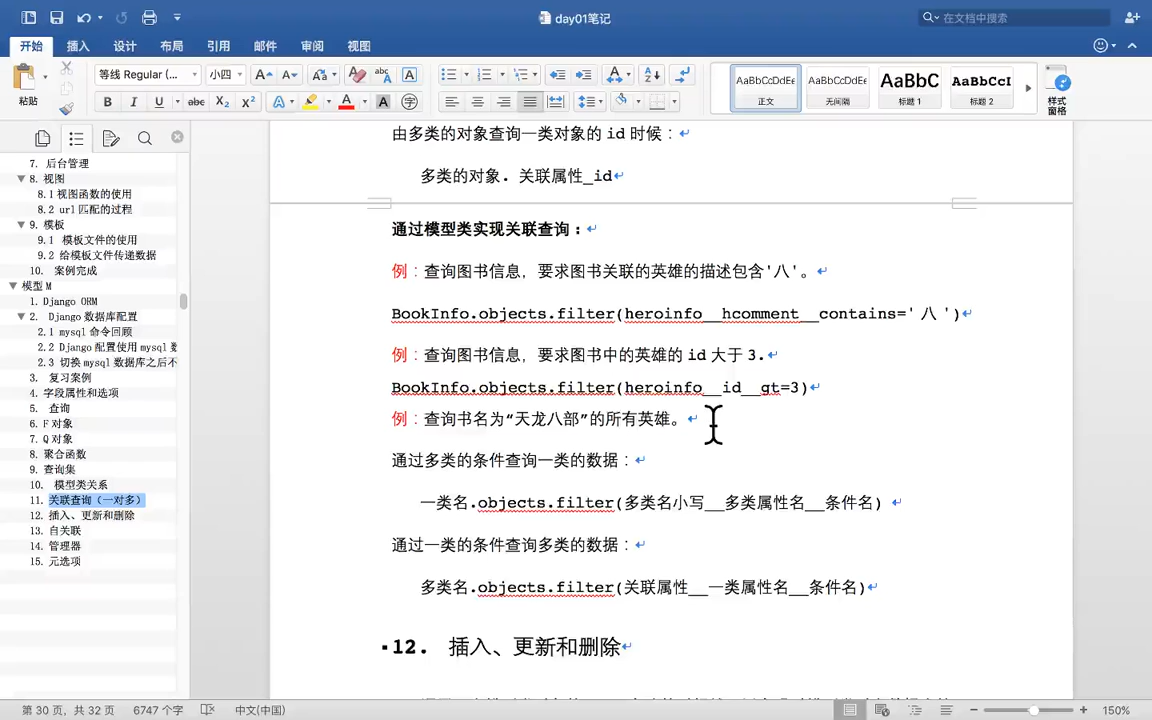 day01笔记
在文档中搜索
开始 插入 设计 布局 引用 邮件 审阅 视图
粘贴
等线 Regular (... 小四
AaBbCcDdEe 正文
AaBbCcDdEe 无间隔
AaBbC 标题 1
AaBbCcI 标题 2
样式窗格
7. 后台管理
8. 视图
8.1 视图函数的使用
8.2 url 匹配的过程
9. 模板
9.1 模板文件的使用
9.2 给模板文件传递数据
10. 案例完成
模型 M
1. Django ORM
2. Django 数据库配置
2.1 mysql 命令回顾
2.2 Django 配置使用 mysql 数
2.3 切换 mysql 数据库之后不
3. 复习案例
4. 字段属性和选项
5. 查询
6. F 对象
7. Q 对象
8. 聚合函数
9. 查询集
10. 模型类关系
11. 关联查询（一对多）
12. 插入、更新和删除
13. 自关联
14. 管理器
15. 元选项
由多类的对象查询一类对象的 id 时候：
多类的对象. 关联属性_id
通过模型类实现关联查询：
例：查询图书信息，要求图书关联的英雄的描述包含'八'。
BookInfo.objects.filter(heroinfo__hcomment__contains='八')
例：查询图书信息，要求图书中的英雄的 id 大于 3.
BookInfo.objects.filter(heroinfo__id__gt=3)
例：查询书名为“天龙八部”的所有英雄。
通过多类的条件查询一类的数据：
一类名.objects.filter(多类名小写__多类属性名__条件名)
通过一类的条件查询多类的数据：
多类名.objects.filter(关联属性__一类属性名__条件名)
12. 插入、更新和删除
第 30 页，共 32 页 6747 个字 中文(中国) 150%